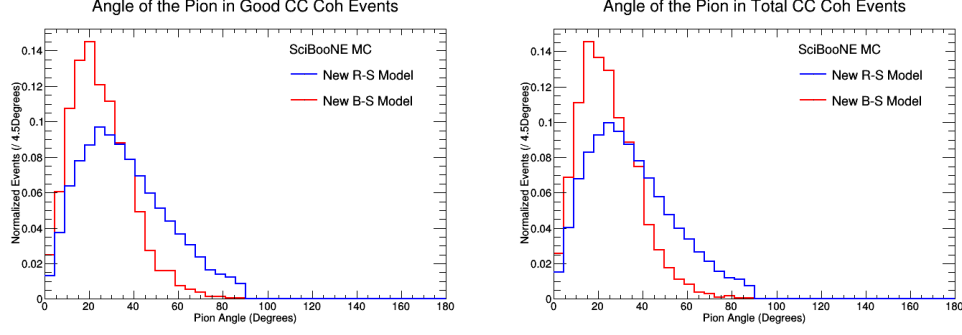 Angle of the Pion in Good CC Coh Events
Normalized Events (/ 4.5Degrees)
0.14
0.12
0.1
0.08
0.06
0.04
0.02
0
SciBooNE MC
New R-S Model
New B-S Model
0 20 40 60 80 100 120 140 160 180
Pion Angle (Degrees)
Angle of the Pion in Total CC Coh Events
Normalized Events (/ 4.5Degrees)
0.14
0.12
0.1
0.08
0.06
0.04
0.02
0
SciBooNE MC
New R-S Model
New B-S Model
0 20 40 60 80 100 120 140 160 180
Pion Angle (Degrees)